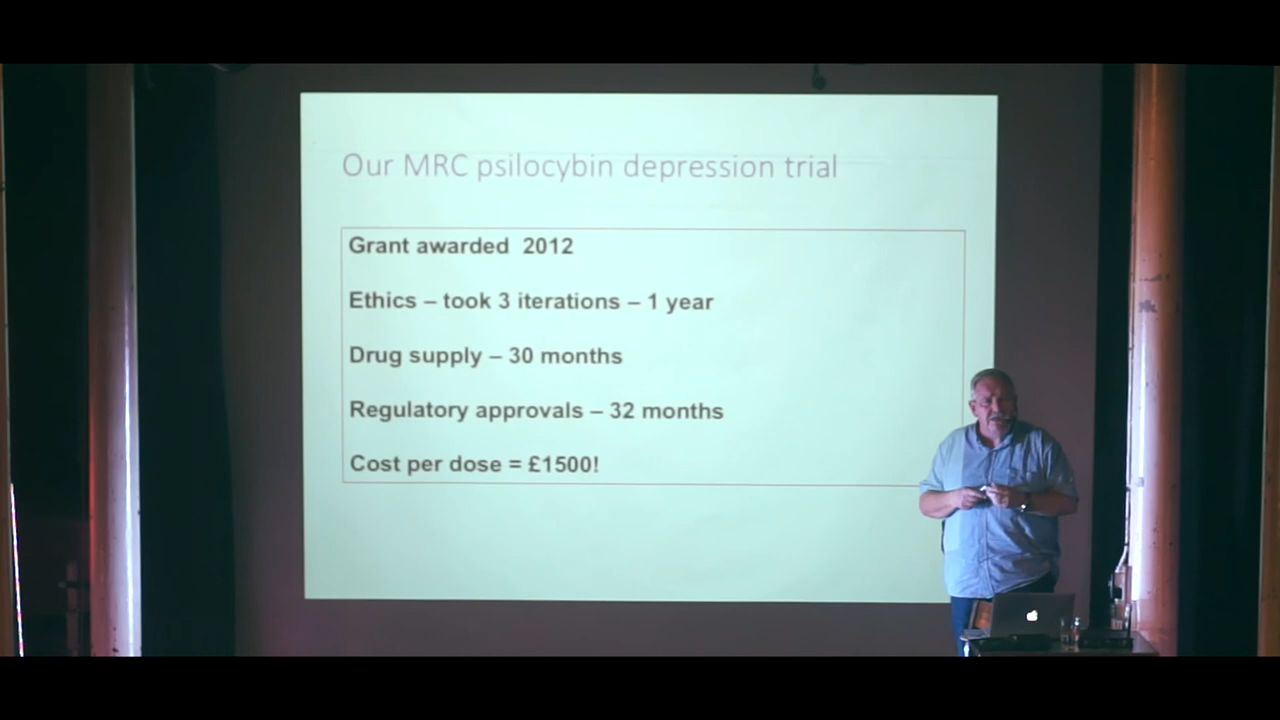 Our MRC psilocybin depression trial
Grant awarded 2012
Ethics – took 3 iterations – 1 year
Drug supply – 30 months
Regulatory approvals – 32 months
Cost per dose = £1500!